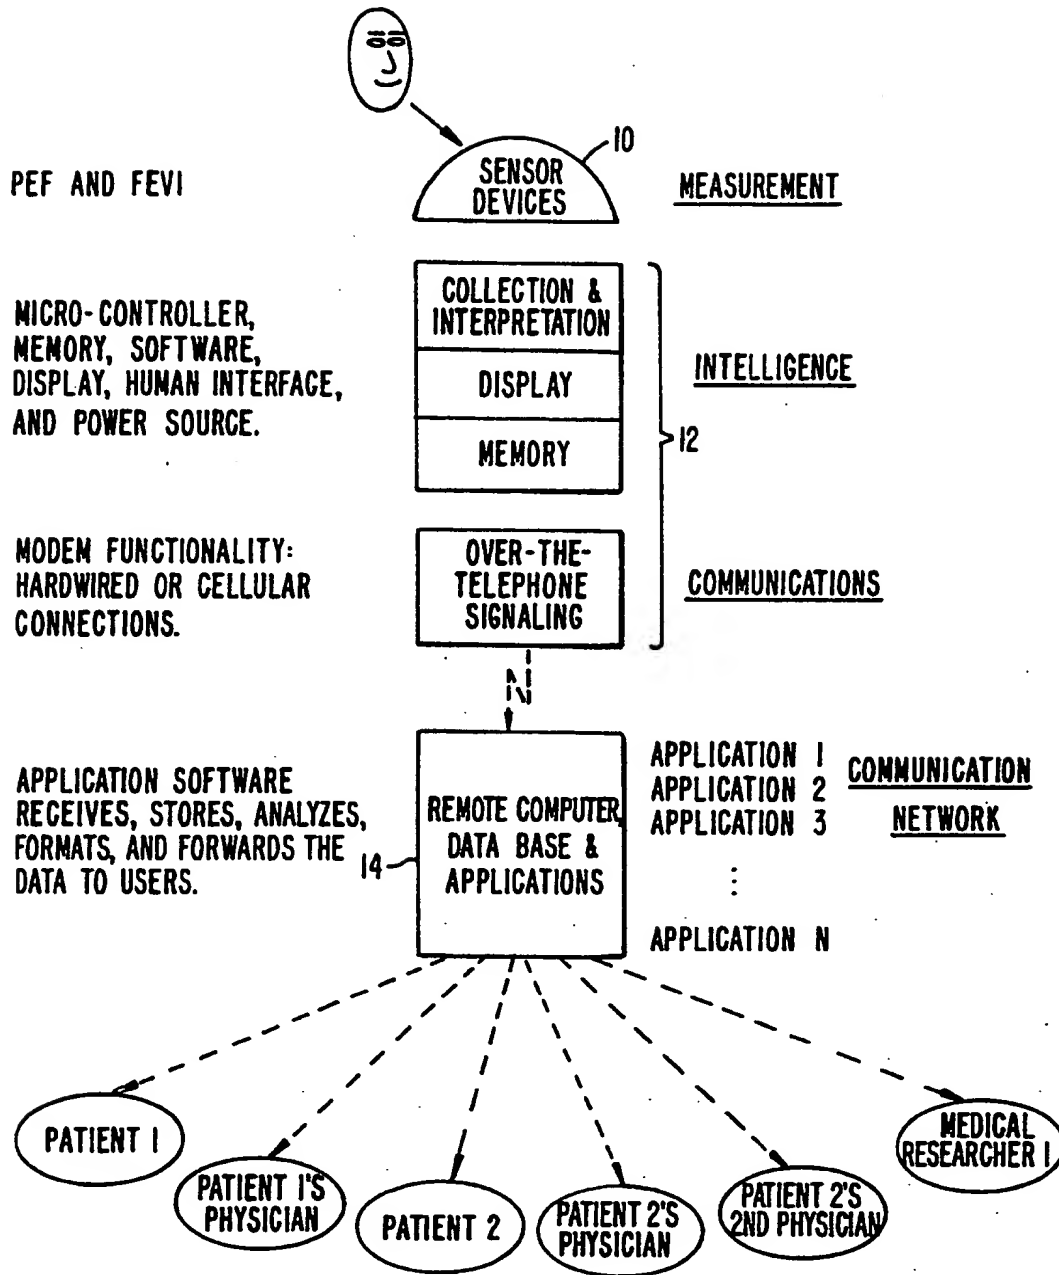 10
PEF AND FEVI
SENSOR
DEVICES
MEASUREMENT
MICRO-CONTROLLER,
MEMORY, SOFTWARE,
DISPLAY, HUMAN INTERFACE,
AND POWER SOURCE.
COLLECTION &
INTERPRETATION
DISPLAY
MEMORY
INTELLIGENCE
12
MODEM FUNCTIONALITY:
HARDWIRED OR CELLULAR
CONNECTIONS.
OVER-THE-
TELEPHONE
SIGNALING
COMMUNICATIONS
APPLICATION SOFTWARE
RECEIVES, STORES, ANALYZES,
FORMATS, AND FORWARDS THE
DATA TO USERS.
14
REMOTE COMPUTER,
DATA BASE &
APPLICATIONS
APPLICATION 1
APPLICATION 2
APPLICATION 3
⋮
APPLICATION N
COMMUNICATION
NETWORK
PATIENT 1
PATIENT 1'S
PHYSICIAN
PATIENT 2
PATIENT 2'S
PHYSICIAN
PATIENT 2'S
2ND PHYSICIAN
MEDICAL
RESEARCHER 1